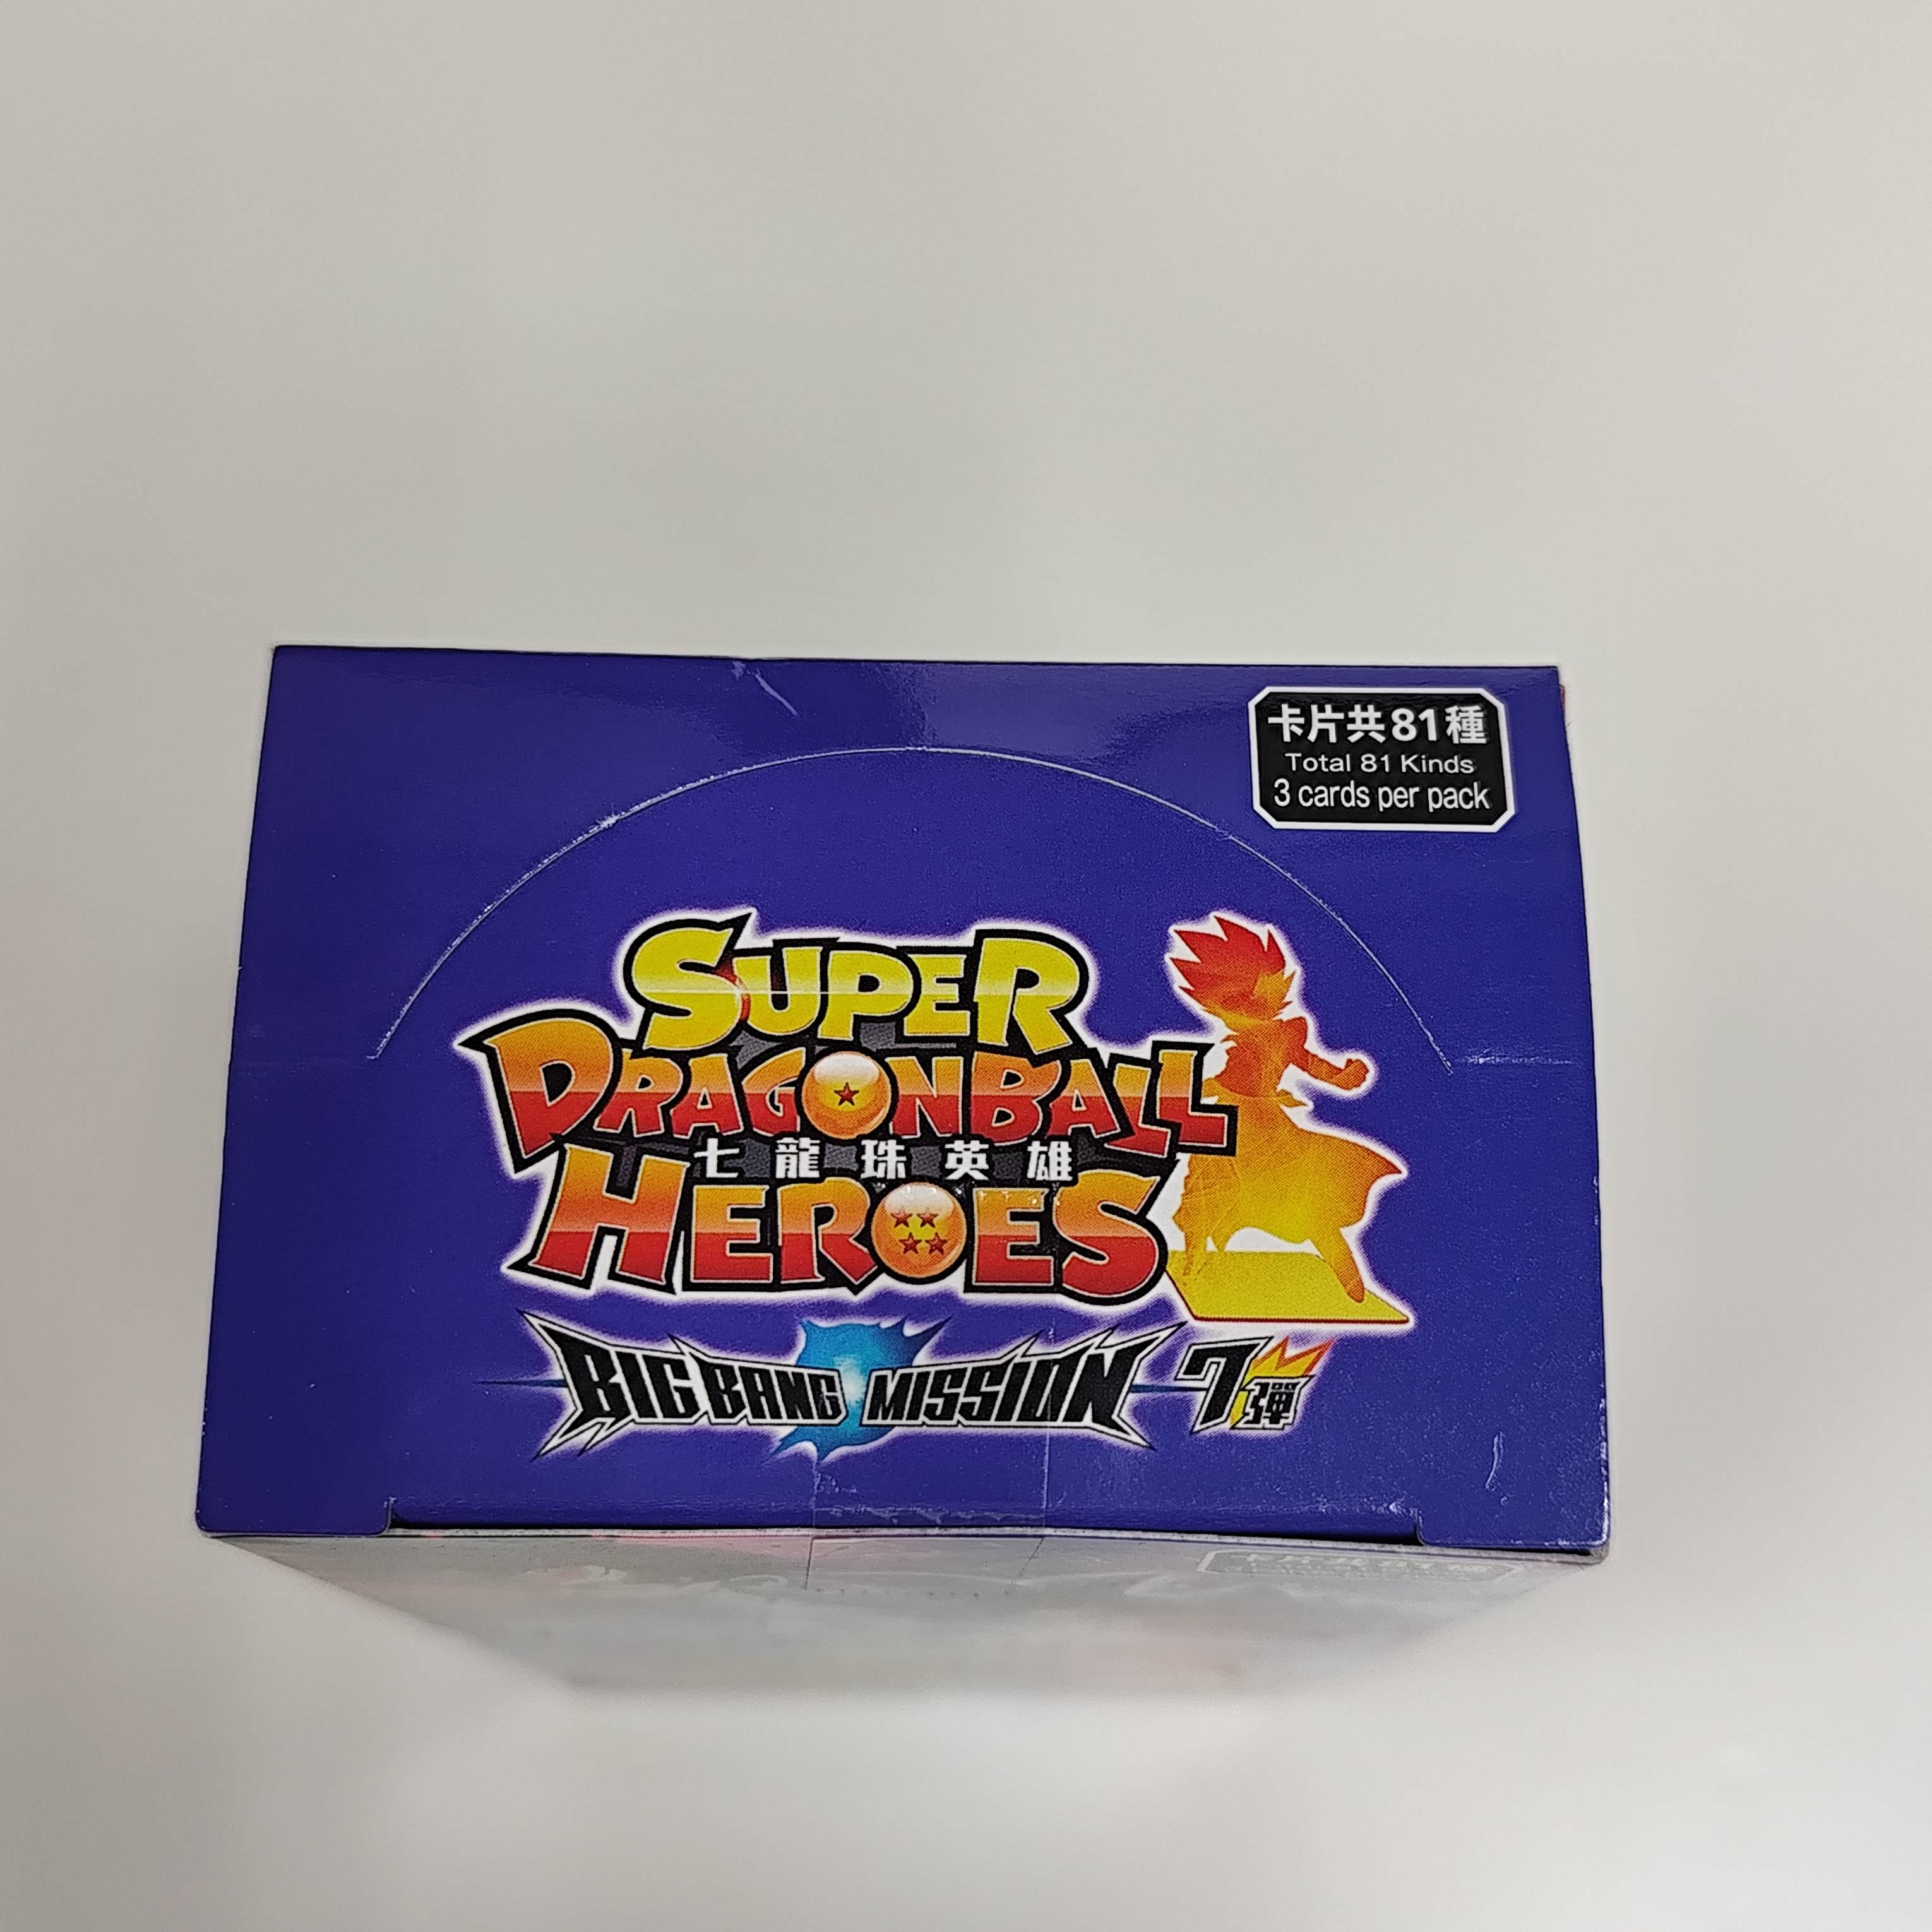 卡片共81種
Total 81 Kinds
3 cards per pack
SUPER
DRAGONBALL
七龍珠英雄
HEROES
BIG BANG MISSION 7彈